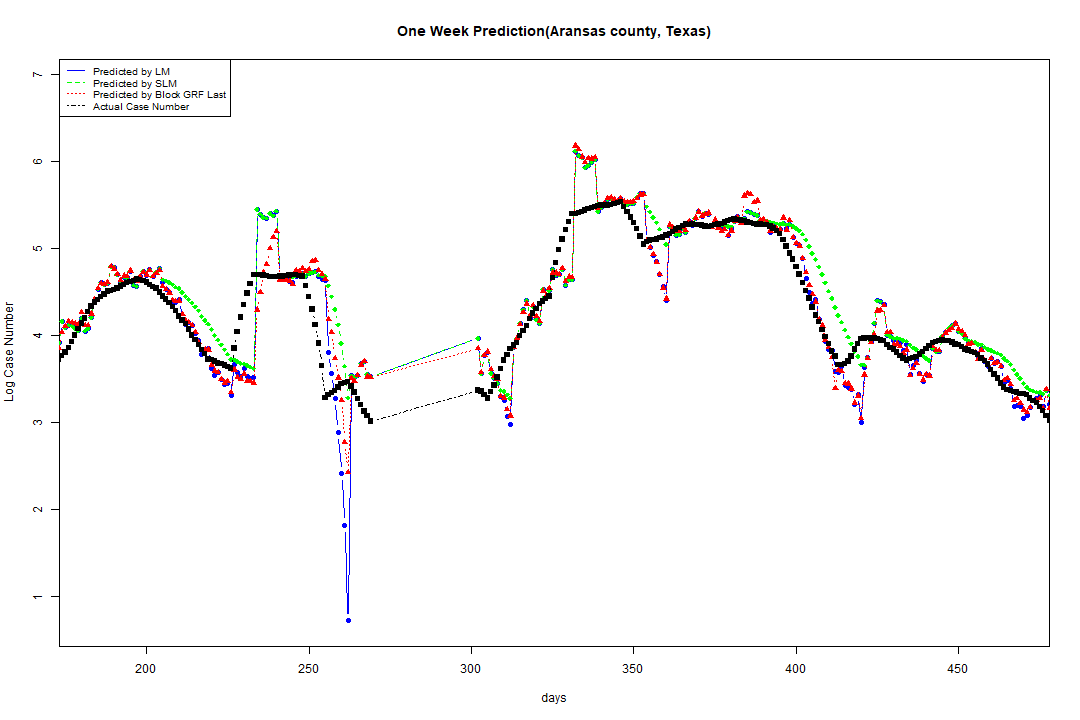 One Week Prediction(Aransas county, Texas)
Predicted by LM
Predicted by SLM
Predicted by Block GRF Last
Actual Case Number
7
6
5
4
3
2
1
Log Case Number
200 250 300 350 400 450
days